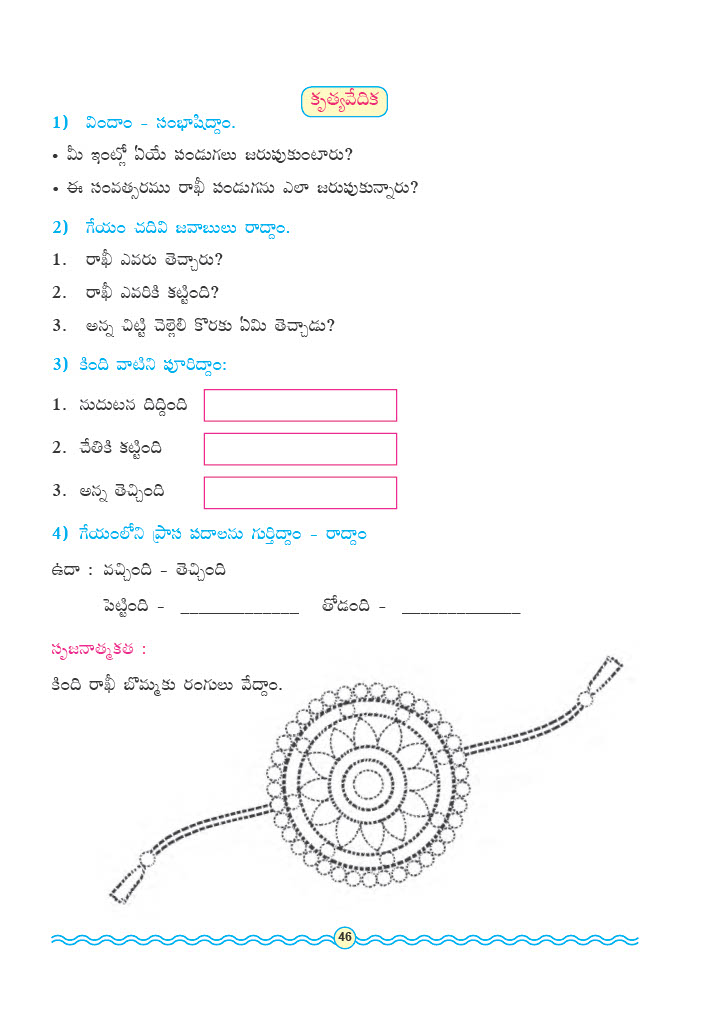 కృత్యవేదిక
1) విందాం - సంభాషిద్దాం.
• మీ ఇంట్లో ఏయే పండుగలు జరుపుకుంటారు?
• ఈ సంవత్సరము రాఖీ పండుగను ఎలా జరుపుకున్నారు?
2) గేయం చదివి జవాబులు రాద్దాం.
1. రాఖీ ఎవరు తెచ్చారు?
2. రాఖీ ఎవరికి కట్టింది?
3. అన్న చిట్టి చెల్లెలి కొరకు ఏమి తెచ్చాడు?
3) కింది వాటిని పూరిద్దాం:
1. నుదుటన దిద్దింది
2. చేతికి కట్టింది
3. అన్న తెచ్చింది
4) గేయంలోని ప్రాస పదాలను గుర్తిద్దాం - రాద్దాం
ఉదా : వచ్చింది - తెచ్చింది
పెట్టింది - _____________ తోడంది - _____________
సృజనాత్మకత :
కింది రాఖీ బొమ్మకు రంగులు వేద్దాం.
46